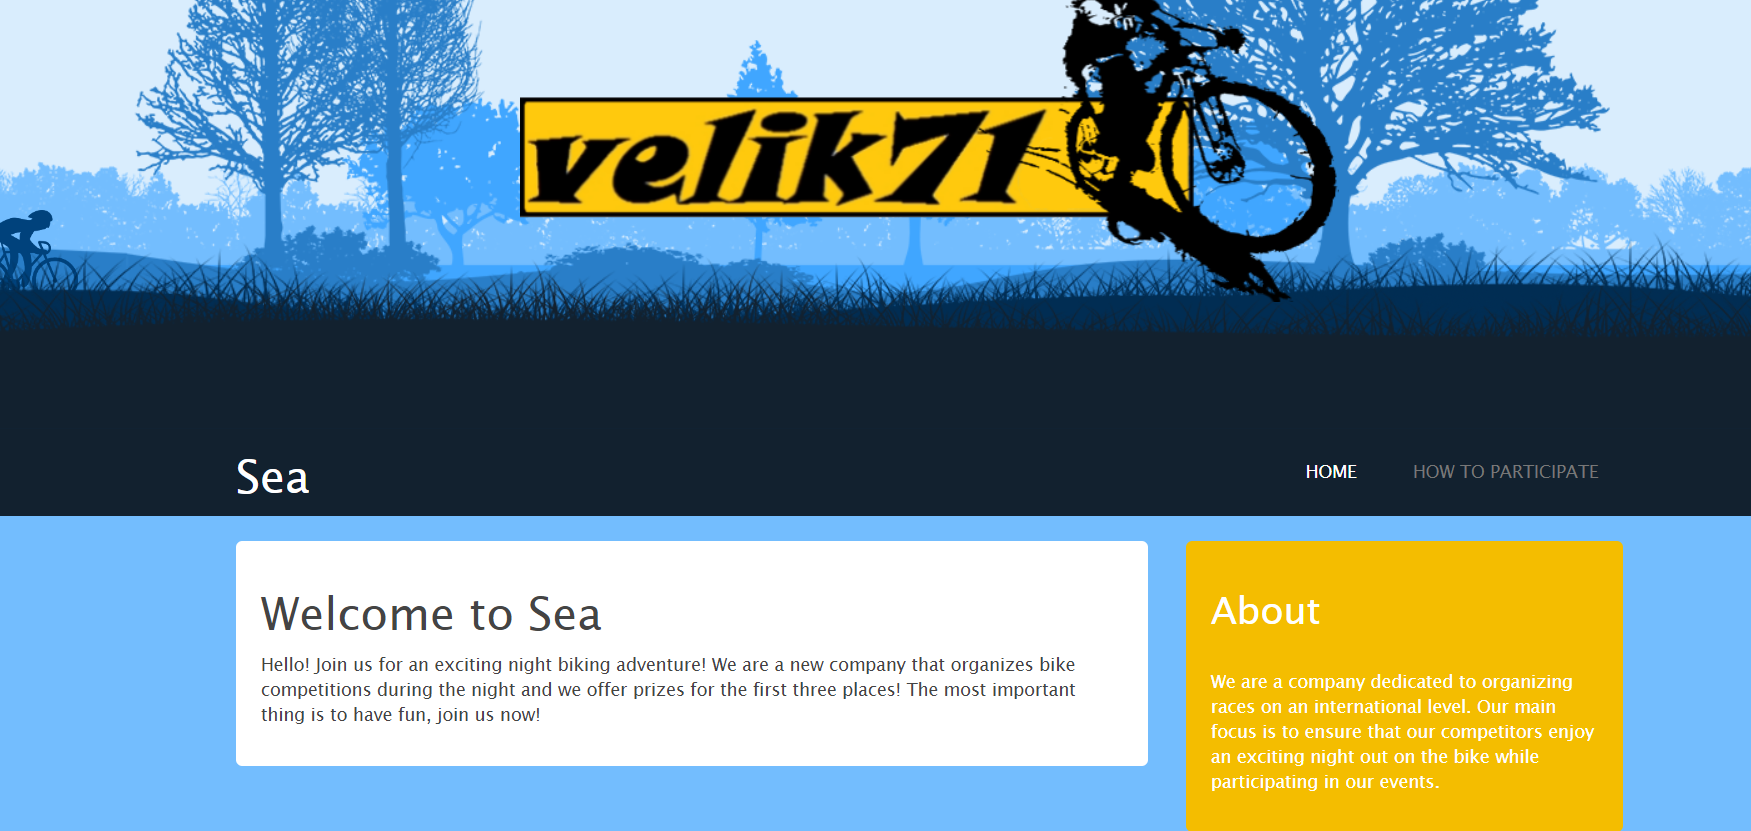 velik71
Sea
HOME
HOW TO PARTICIPATE
Welcome to Sea
Hello! Join us for an exciting night biking adventure! We are a new company that organizes bike
competitions during the night and we offer prizes for the first three places! The most important
thing is to have fun, join us now!
About
We are a company dedicated to organizing
races on an international level. Our main
focus is to ensure that our competitors enjoy
an exciting night out on the bike while
participating in our events.